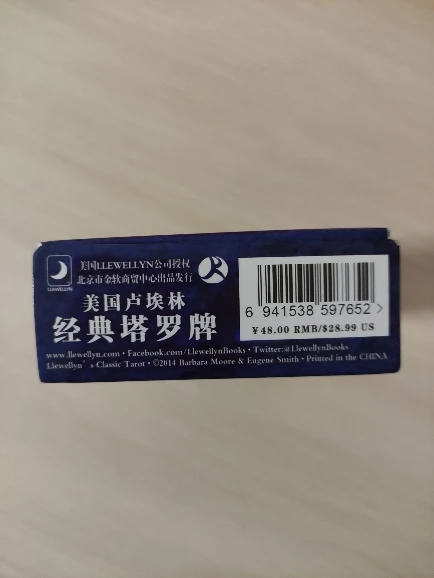 LLEWELLYN
美国LLEWELLYN公司授权
北京市金软商贸中心出品发行
美国卢埃林
经典塔罗牌
6 941538 597652 >
￥48.00 RMB/$28.99 US
www.llewellyn.com • Facebook.com/LlewellynBooks • Twitter:@LlewellynBooks
Llewellyn's Classic Tarot • ©2014 Barbara Moore & Eugene Smith • Printed in the CHINA